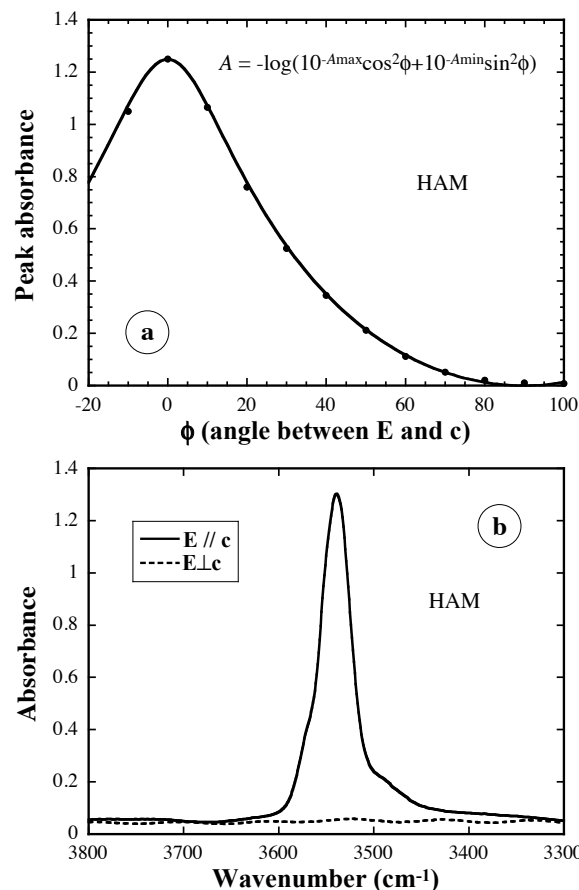 1.4
A = -log(10^-Amax cos²ϕ+10^-Amin sin²ϕ)
1.2
1
0.8
HAM
0.6
0.4
0.2
a
0
-20 0 20 40 60 80 100
Peak absorbance
ϕ (angle between E and c)
1.4
b
1.2
E // c
E⊥c
1
HAM
0.8
0.6
0.4
0.2
0
3800 3700 3600 3500 3400 3300
Absorbance
Wavenumber (cm⁻¹)